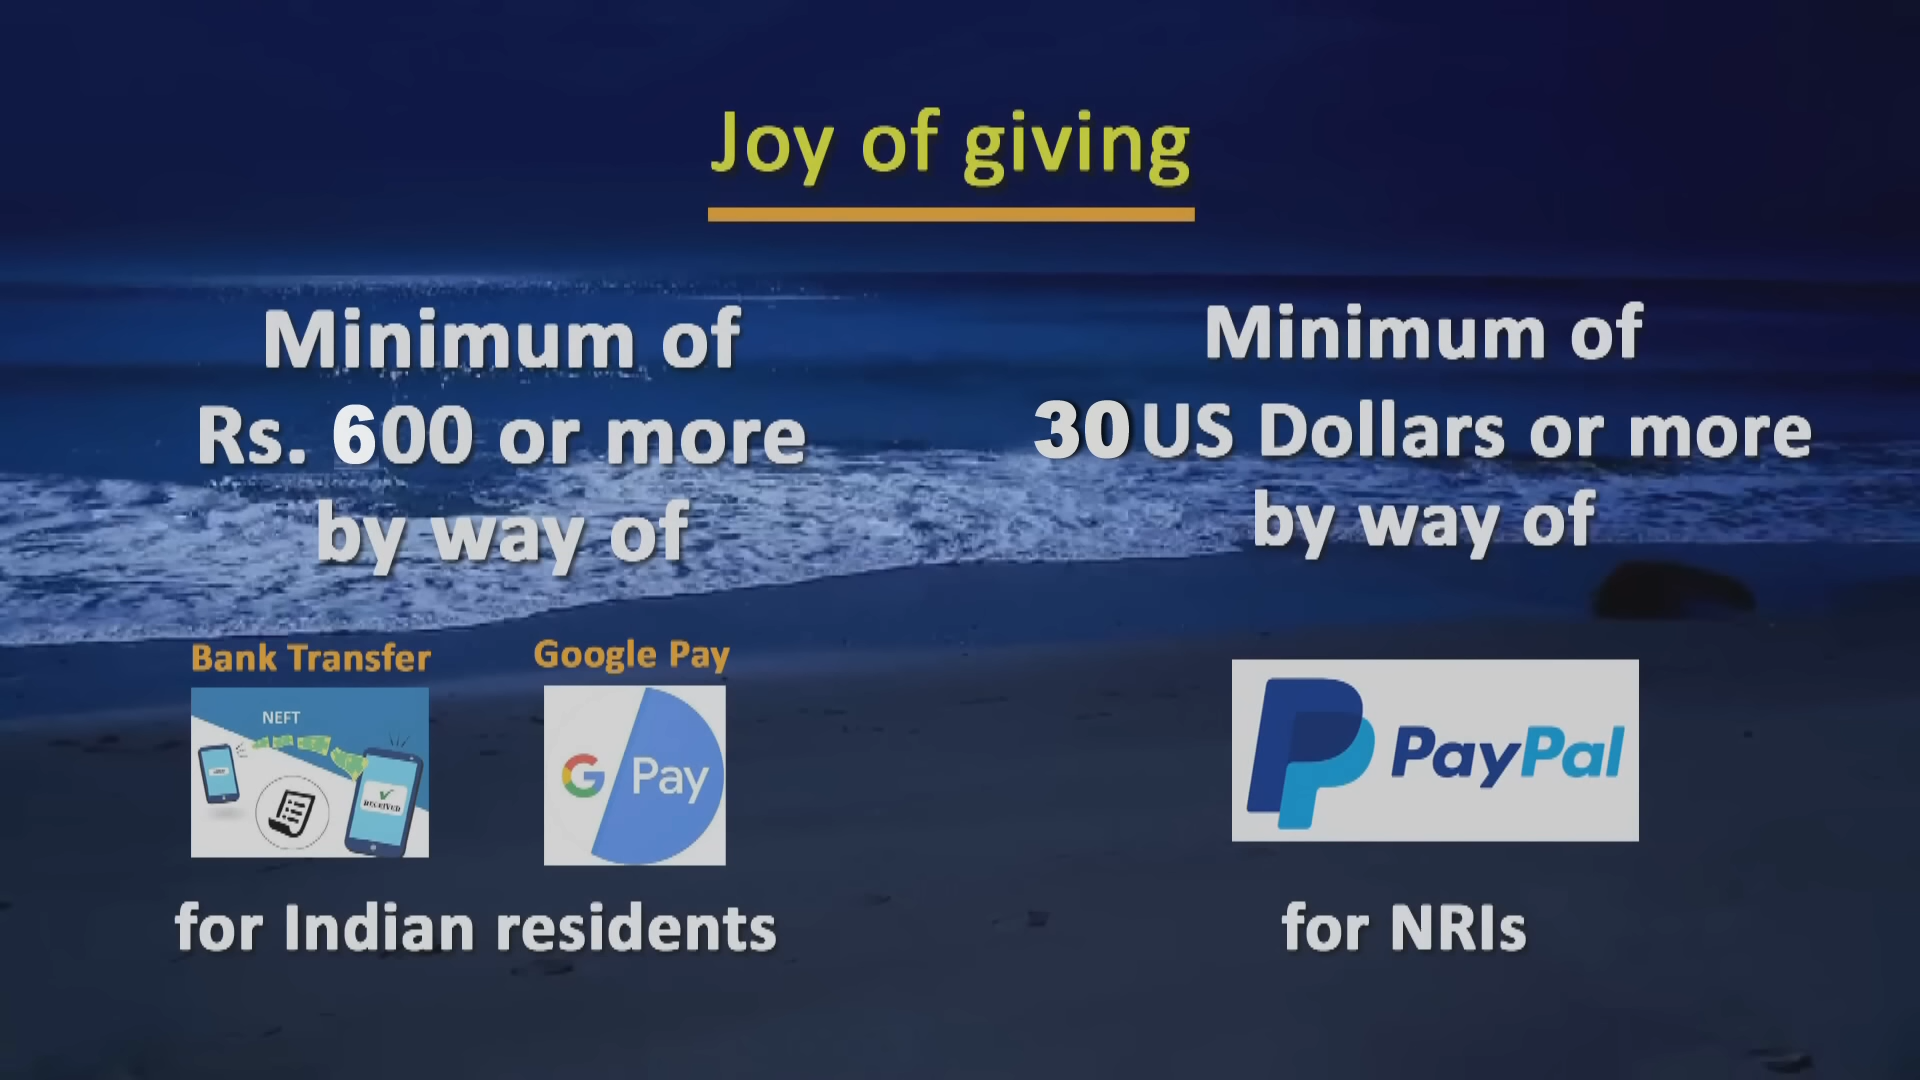 Joy of giving
Minimum of
Rs. 600 or more
by way of
Bank Transfer
Google Pay
NEFT
RECEIVED
G Pay
for Indian residents
Minimum of
30 US Dollars or more
by way of
PayPal
for NRIs